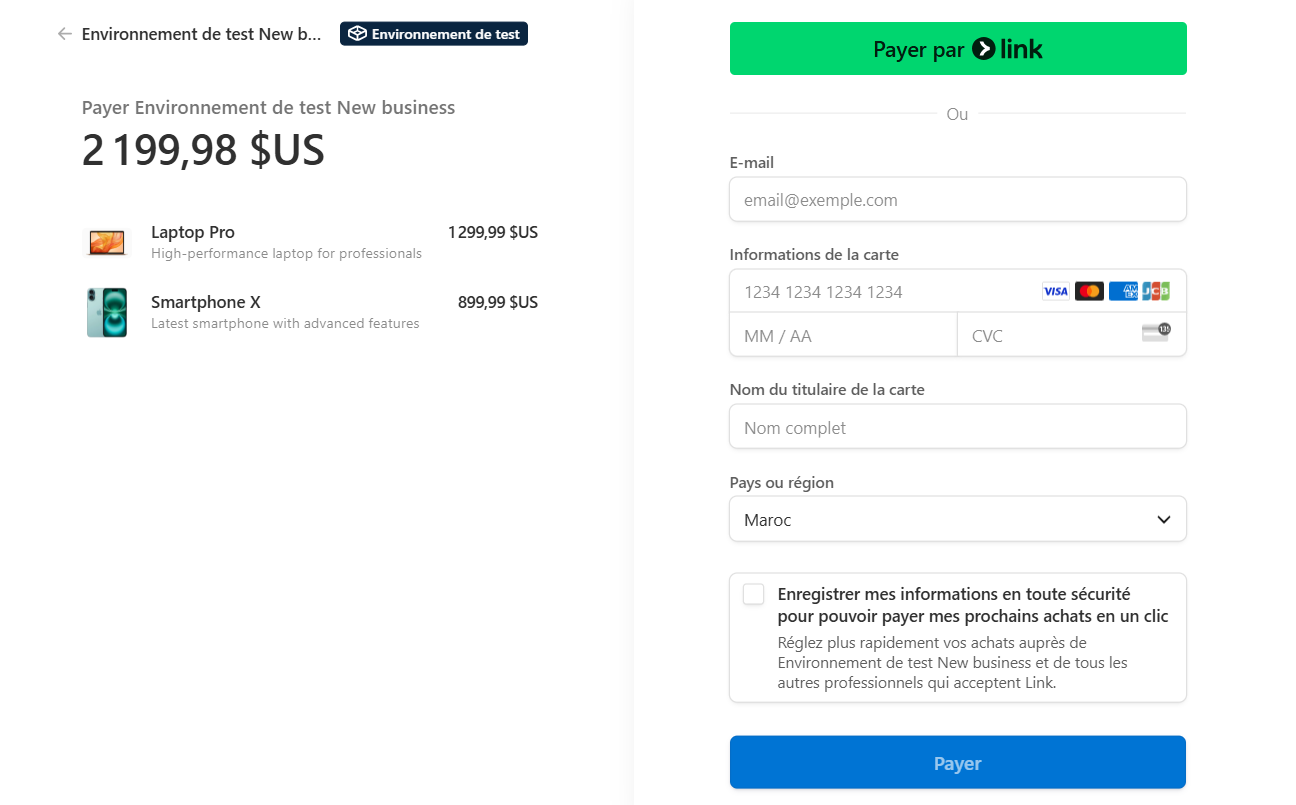 Environnement de test New b...
Environnement de test
Payer Environnement de test New business
2 199,98 $US
Laptop Pro
1 299,99 $US
High-performance laptop for professionals
Smartphone X
899,99 $US
Latest smartphone with advanced features
Payer par link
Ou
E-mail
email@exemple.com
Informations de la carte
1234 1234 1234 1234
VISA
AM EX
JCB
MM / AA
CVC
135
Nom du titulaire de la carte
Nom complet
Pays ou région
Maroc
Enregistrer mes informations en toute sécurité
pour pouvoir payer mes prochains achats en un clic
Réglez plus rapidement vos achats auprès de
Environnement de test New business et de tous les
autres professionnels qui acceptent Link.
Payer